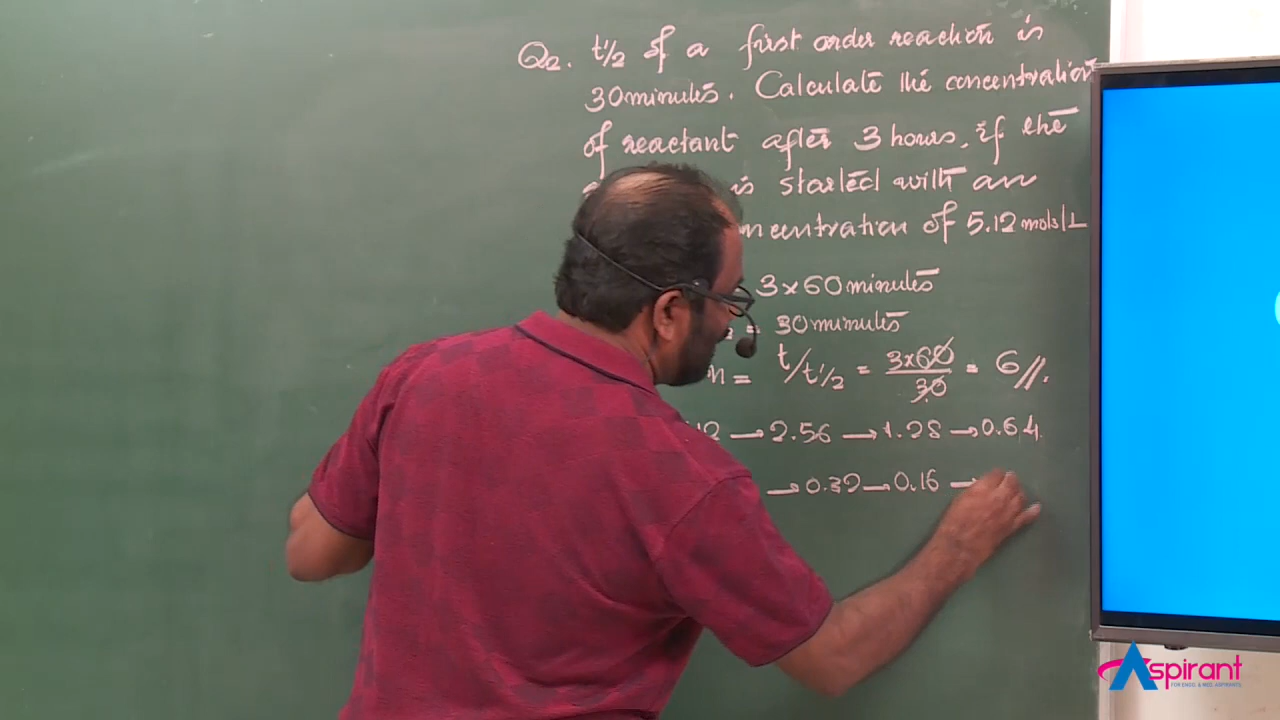 Q2. t1/2 of a first order reaction is
30minutes. Calculate the concentration
of reactant after 3 hours, if the
is started with an
ncentration of 5.12 mols/L
3×60 minutes
= 30 minutes
n = t/t1/2 = 3×60/30 = 6//.
12 → 2.56 → 1.28 → 0.64
→ 0.32 → 0.16 →
Aspirant